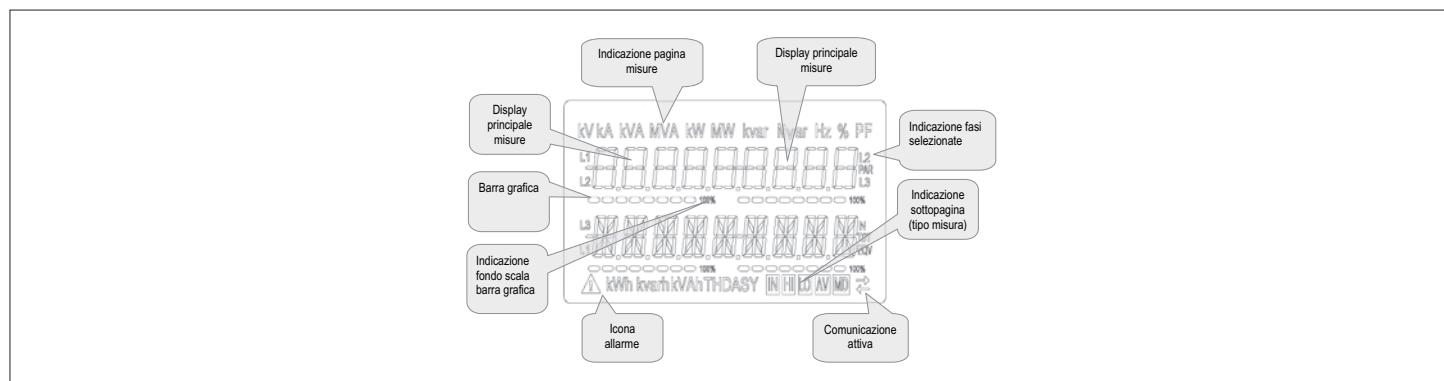 Indicazione pagina
misure
Display principale
misure
Display
principale
misure
Indicazione fasi
selezionate
Barra grafica
Indicazione
sottopagina
(tipo misura)
Indicazione
fondo scala
barra grafica
Icona
allarme
Comunicazione
attiva
kV kA kVA MVA kW MW kvar Mvar Hz % PF
L1 L2
PAR
L2 L3
100% 100%
L3 N
L1
100% 100%
kWh kvarh kVAh THD ASY IN HI LO AV MD